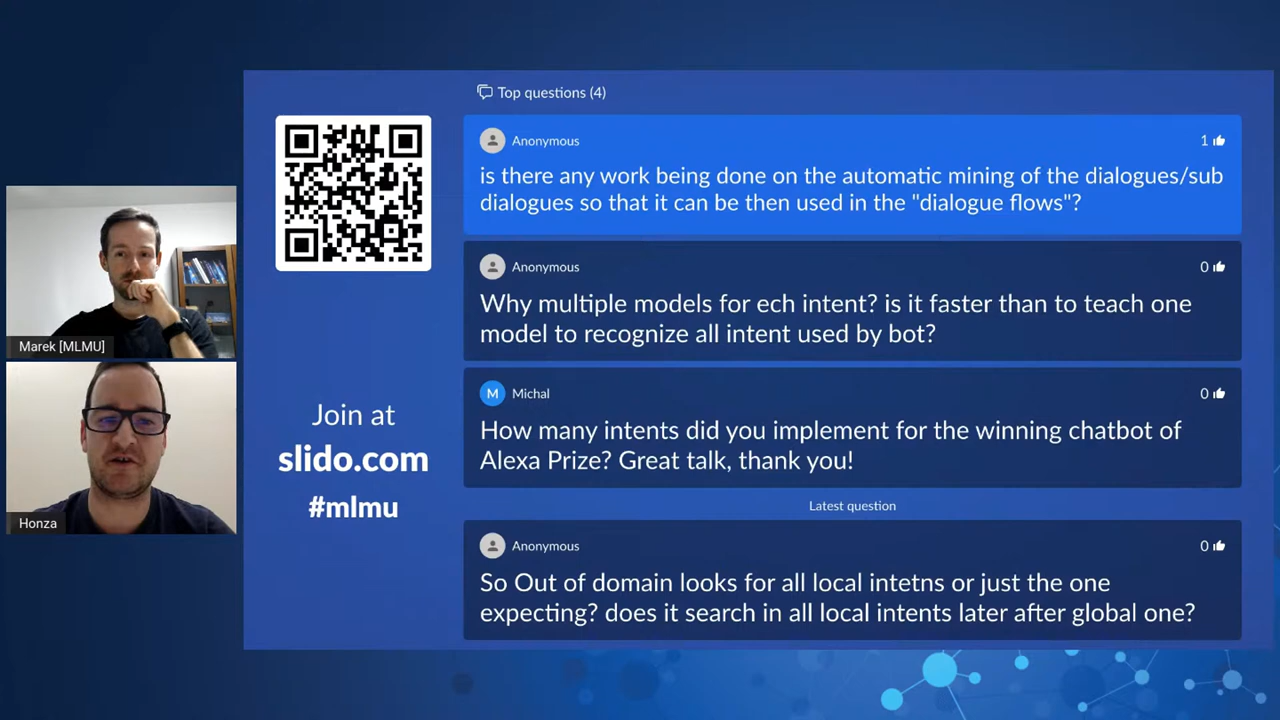 Top questions (4)
Anonymous
1
is there any work being done on the automatic mining of the dialogues/sub
dialogues so that it can be then used in the "dialogue flows"?
Anonymous
0
Why multiple models for ech intent? is it faster than to teach one
model to recognize all intent used by bot?
M
Michal
0
How many intents did you implement for the winning chatbot of
Alexa Prize? Great talk, thank you!
Latest question
Anonymous
0
So Out of domain looks for all local intetns or just the one
expecting? does it search in all local intents later after global one?
Join at
slido.com
#mlmu
Marek [MLMU]
Honza